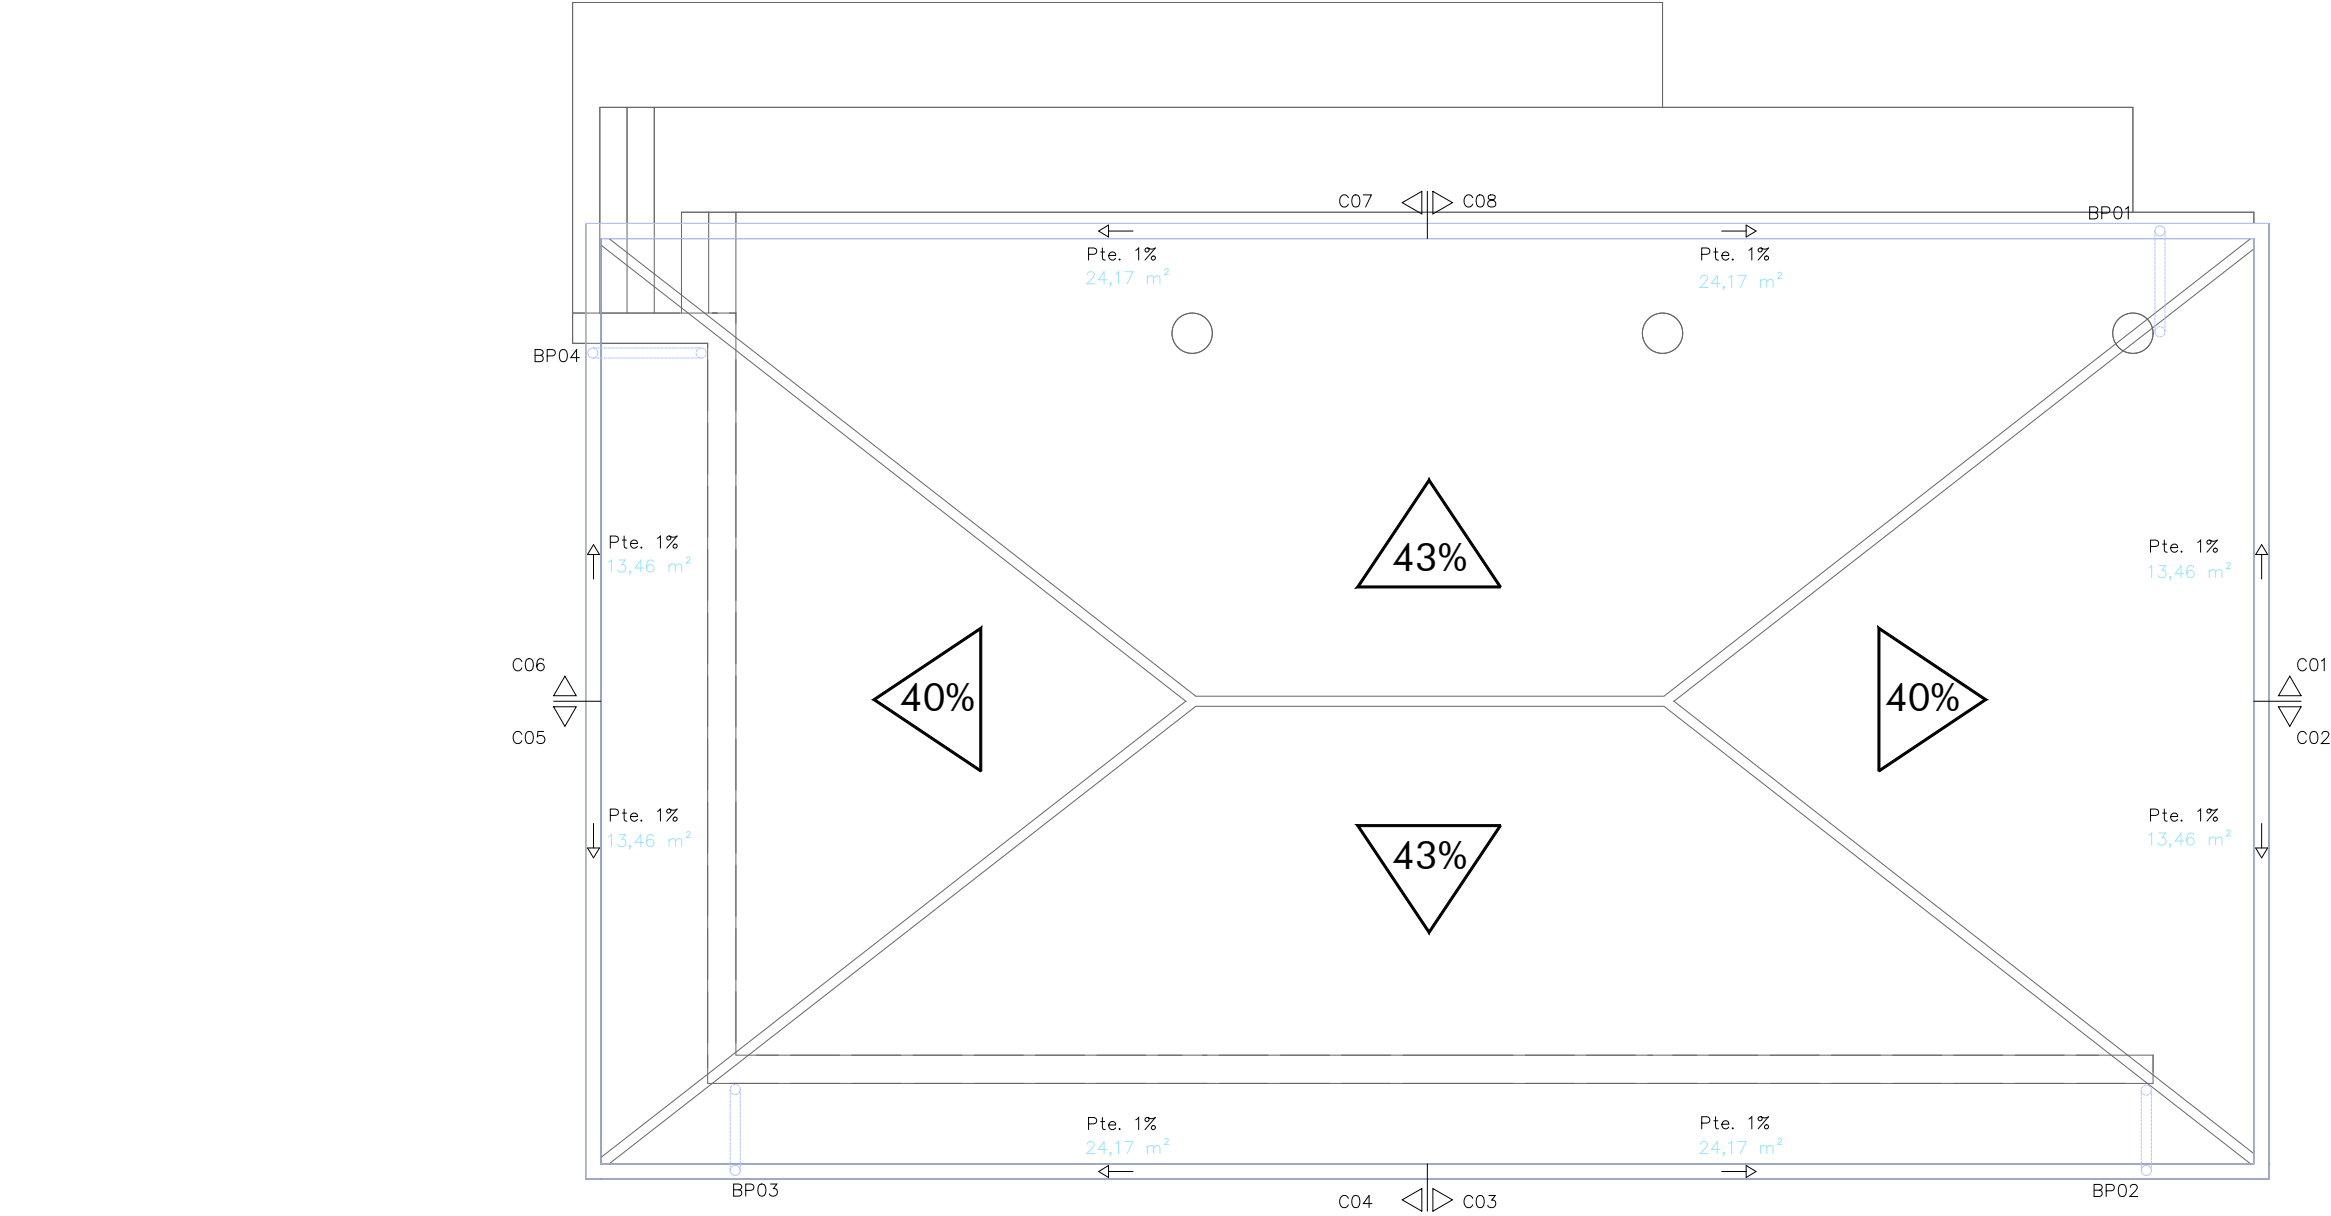 C07
C08
BP01
Pte. 1%
24,17 m²
Pte. 1%
24,17 m²
BP04
Pte. 1%
13,46 m²
43%
Pte. 1%
13,46 m²
C06
40%
40%
C01
C05
C02
Pte. 1%
13,46 m²
43%
Pte. 1%
13,46 m²
Pte. 1%
24,17 m²
Pte. 1%
24,17 m²
BP03
C04
C03
BP02